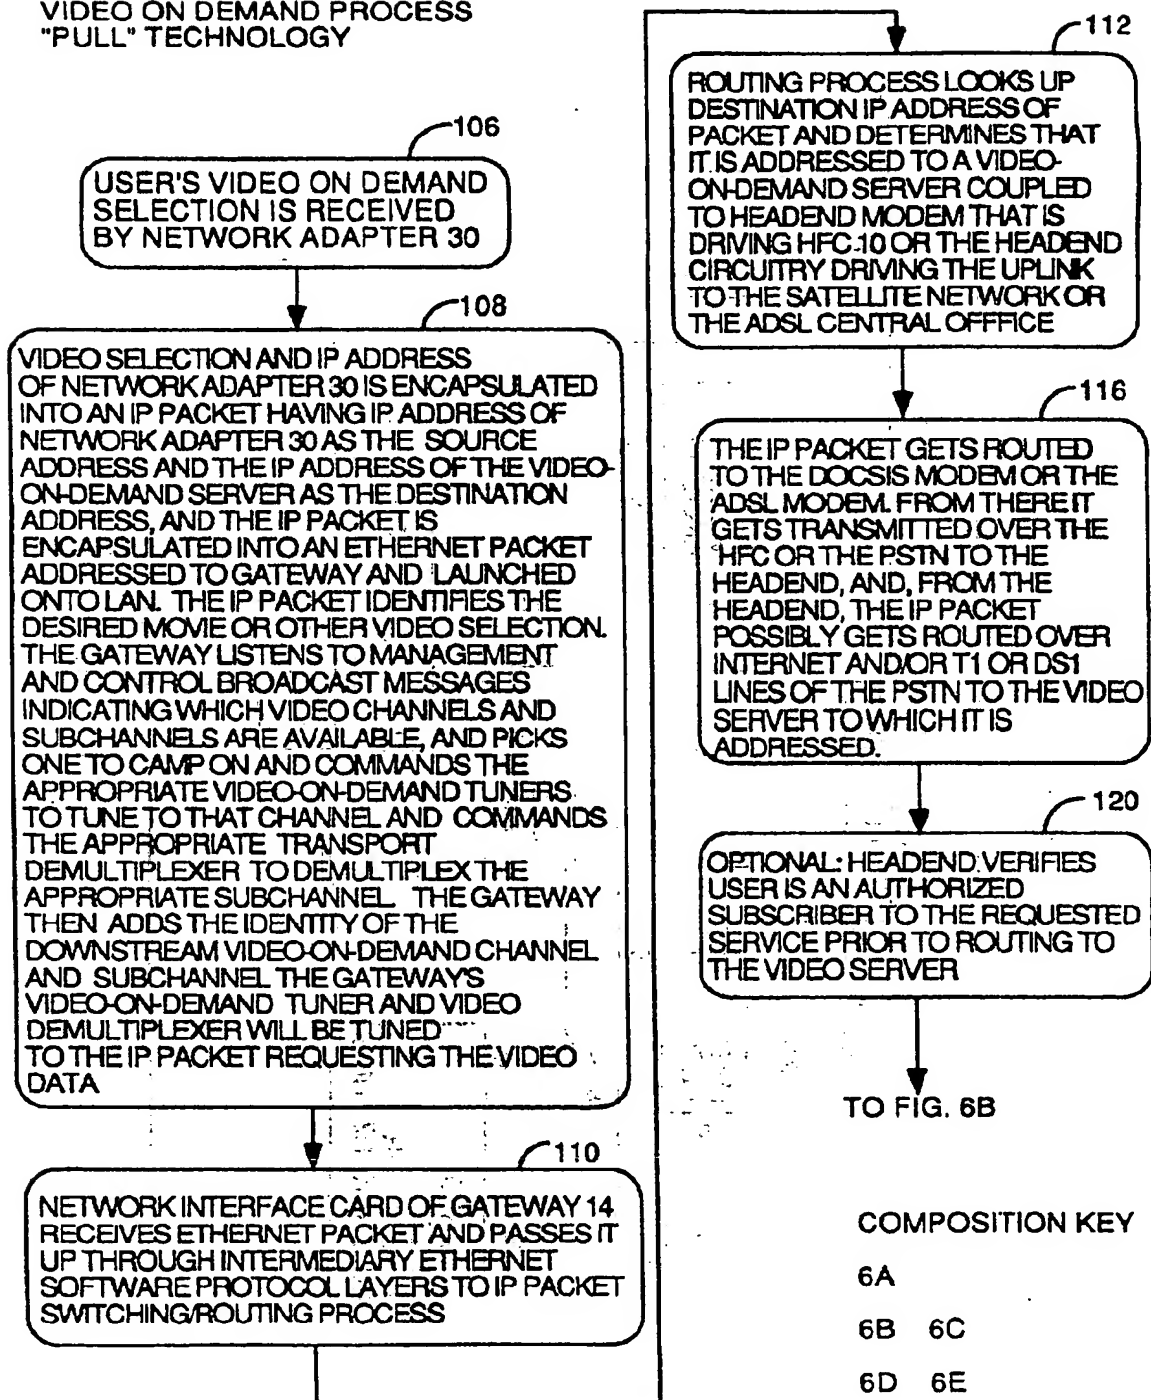 VIDEO ON DEMAND PROCESS
"PULL" TECHNOLOGY
106
USER'S VIDEO ON DEMAND
SELECTION IS RECEIVED
BY NETWORK ADAPTER 30
108
VIDEO SELECTION AND IP ADDRESS
OF NETWORK ADAPTER 30 IS ENCAPSULATED
INTO AN IP PACKET HAVING IP ADDRESS OF
NETWORK ADAPTER 30 AS THE SOURCE
ADDRESS AND THE IP ADDRESS OF THE VIDEO-
ON-DEMAND SERVER AS THE DESTINATION
ADDRESS, AND THE IP PACKET IS
ENCAPSULATED INTO AN ETHERNET PACKET
ADDRESSED TO GATEWAY AND LAUNCHED
ONTO LAN. THE IP PACKET IDENTIFIES THE
DESIRED MOVIE OR OTHER VIDEO SELECTION.
THE GATEWAY LISTENS TO MANAGEMENT
AND CONTROL BROADCAST MESSAGES
INDICATING WHICH VIDEO CHANNELS AND
SUBCHANNELS ARE AVAILABLE, AND PICKS
ONE TO CAMP ON AND COMMANDS THE
APPROPRIATE VIDEO-ON-DEMAND TUNERS
TO TUNE TO THAT CHANNEL AND COMMANDS
THE APPROPRIATE TRANSPORT
DEMULTIPLEXER TO DEMULTIPLEX THE
APPROPRIATE SUBCHANNEL THE GATEWAY
THEN ADDS THE IDENTITY OF THE
DOWNSTREAM VIDEO-ON-DEMAND CHANNEL
AND SUBCHANNEL THE GATEWAY'S
VIDEO-ON-DEMAND TUNER AND VIDEO
DEMULTIPLEXER WILL BE TUNED
TO THE IP PACKET REQUESTING THE VIDEO
DATA
110
NETWORK INTERFACE CARD OF GATEWAY 14
RECEIVES ETHERNET PACKET AND PASSES IT
UP THROUGH INTERMEDIARY ETHERNET
SOFTWARE PROTOCOL LAYERS TO IP PACKET
SWITCHING/ROUTING PROCESS
112
ROUTING PROCESS LOOKS UP
DESTINATION IP ADDRESS OF
PACKET AND DETERMINES THAT
IT IS ADDRESSED TO A VIDEO-
ON-DEMAND SERVER COUPLED
TO HEADEND MODEM THAT IS
DRIVING HFC 10 OR THE HEADEND
CIRCUITRY DRIVING THE UPLINK
TO THE SATELLITE NETWORK OR
THE ADSL CENTRAL OFFFICE
116
THE IP PACKET GETS ROUTED
TO THE DOCSIS MODEM OR THE
ADSL MODEM. FROM THERE IT
GETS TRANSMITTED OVER THE
HFC OR THE PSTN TO THE
HEADEND, AND, FROM THE
HEADEND, THE IP PACKET
POSSIBLY GETS ROUTED OVER
INTERNET AND/OR T1 OR DS1
LINES OF THE PSTN TO THE VIDEO
SERVER TO WHICH IT IS
ADDRESSED.
120
OPTIONAL: HEADEND VERIFIES
USER IS AN AUTHORIZED
SUBSCRIBER TO THE REQUESTED
SERVICE PRIOR TO ROUTING TO
THE VIDEO SERVER
TO FIG. 6B
COMPOSITION KEY
6A
6B 6C
6D 6E